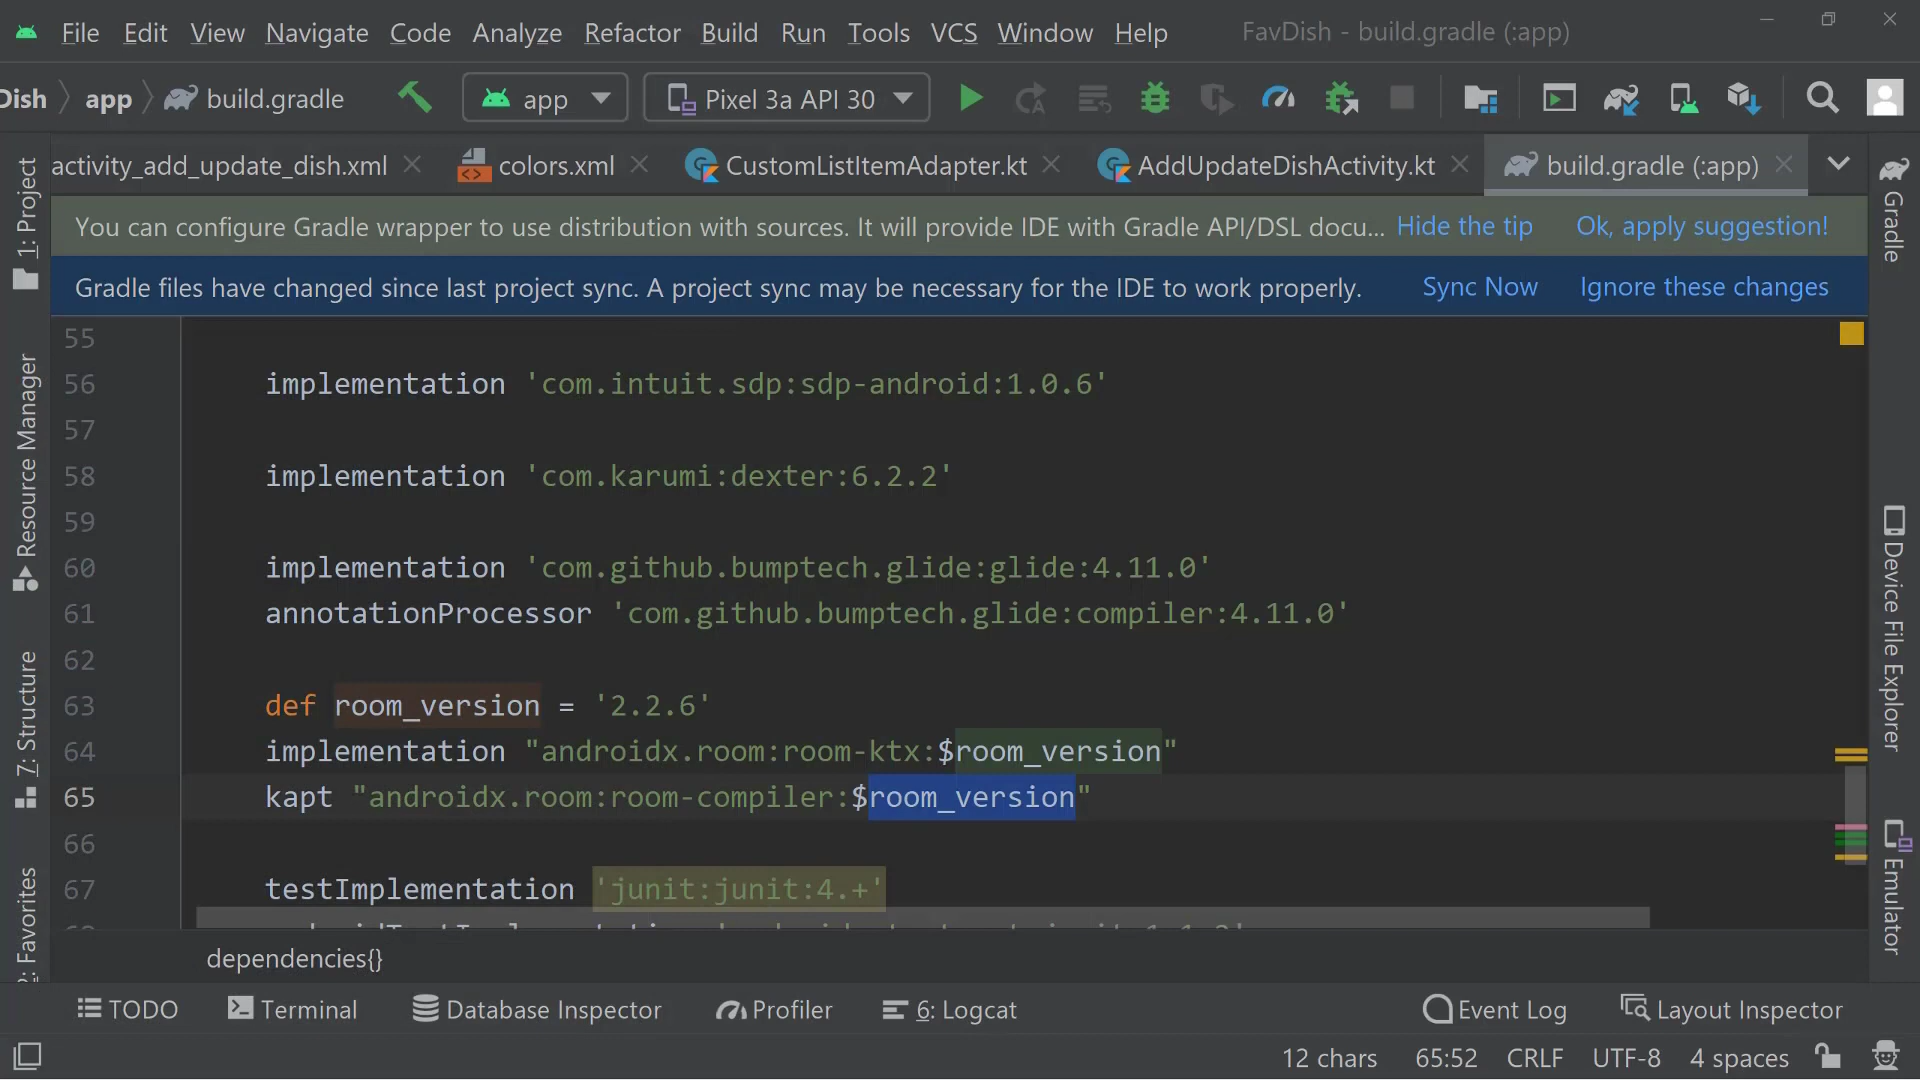 File Edit View Navigate Code Analyze Refactor Build Run Tools VCS Window Help FavDish - build.gradle (:app)
Dish app build.gradle app Pixel 3a API 30
activity_add_update_dish.xml colors.xml CustomListItemAdapter.kt AddUpdateDishActivity.kt build.gradle (:app)
You can configure Gradle wrapper to use distribution with sources. It will provide IDE with Gradle API/DSL docu... Hide the tip Ok, apply suggestion!
Gradle files have changed since last project sync. A project sync may be necessary for the IDE to work properly. Sync Now Ignore these changes
55
56 implementation 'com.intuit.sdp:sdp-android:1.0.6'
57
58 implementation 'com.karumi:dexter:6.2.2'
59
60 implementation 'com.github.bumptech.glide:glide:4.11.0'
61 annotationProcessor 'com.github.bumptech.glide:compiler:4.11.0'
62
63 def room_version = '2.2.6'
64 implementation "androidx.room:room-ktx:$room_version"
65 kapt "androidx.room:room-compiler:$room_version"
66
67 testImplementation 'junit:junit:4.+'
dependencies{}
TODO Terminal Database Inspector Profiler 6: Logcat Event Log Layout Inspector
12 chars 65:52 CRLF UTF-8 4 spaces
1: Project
Resource Manager
7: Structure
Favorites
Gradle
Device File Explorer
Emulator